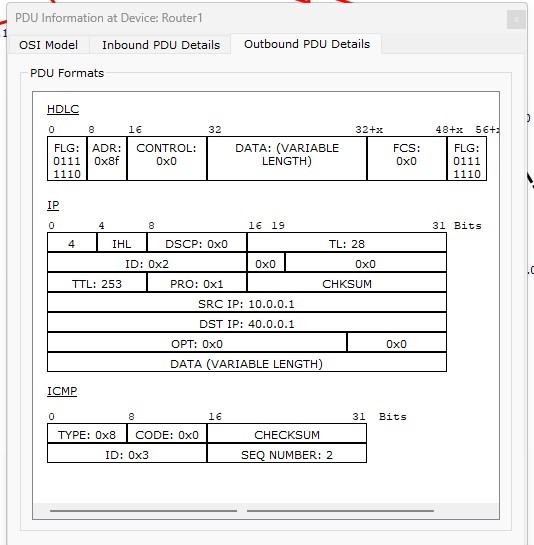 PDU Information at Device: Router1
OSI Model Inbound PDU Details Outbound PDU Details
PDU Formats
HDLC
0 8 16 32 32+x 48+x 56+
FLG: 0111 1110 ADR: 0x8f CONTROL: 0x0 DATA: (VARIABLE LENGTH) FCS: 0x0 FLG: 0111 1110
IP
0 4 8 16 19 31 Bits
4 IHL DSCP: 0x0 TL: 28
ID: 0x2 0x0 0x0
TTL: 253 PRO: 0x1 CHKSUM
SRC IP: 10.0.0.1
DST IP: 40.0.0.1
OPT: 0x0 0x0
DATA (VARIABLE LENGTH)
ICMP
0 8 16 31 Bits
TYPE: 0x8 CODE: 0x0 CHECKSUM
ID: 0x3 SEQ NUMBER: 2